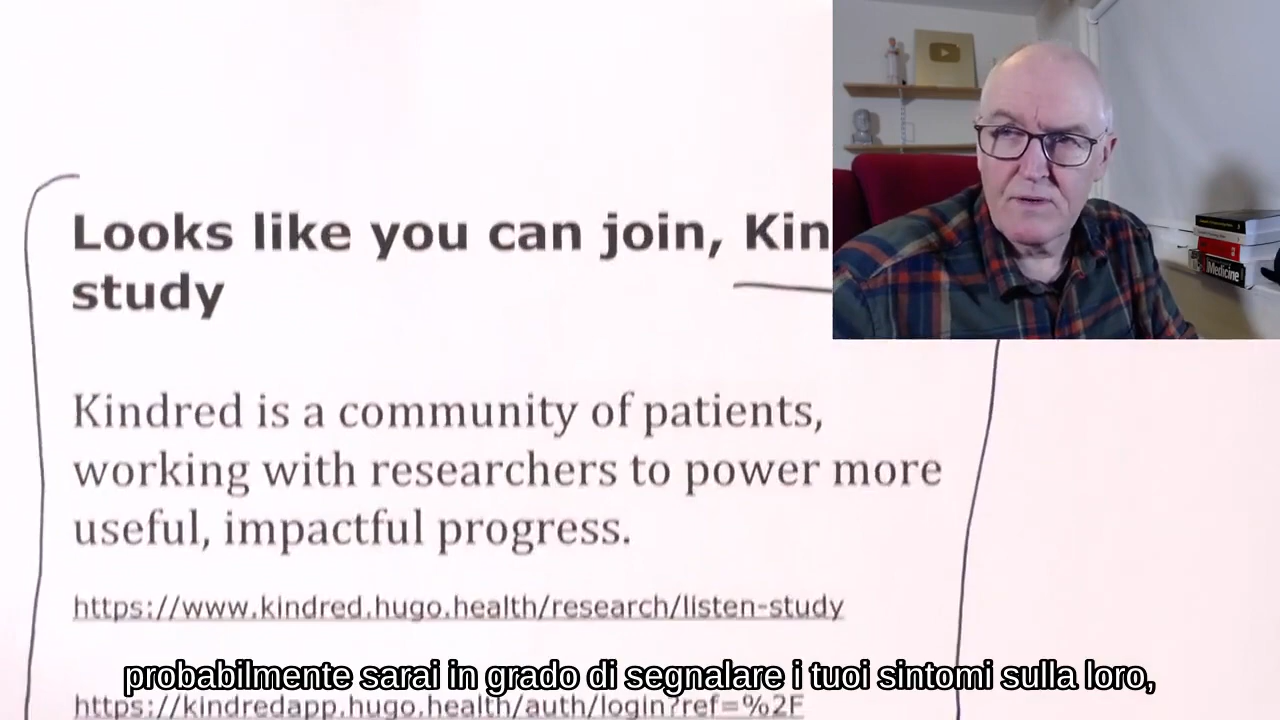 Looks like you can join, Kin
study
Kindred is a community of patients,
working with researchers to power more
useful, impactful progress.
https://www.kindred.hugo.health/research/listen-study
https://kindredapp.hugo.health/auth/login?ref=%2F
probabilmente sarai in grado di segnalare i tuoi sintomi sulla loro,
Medicine